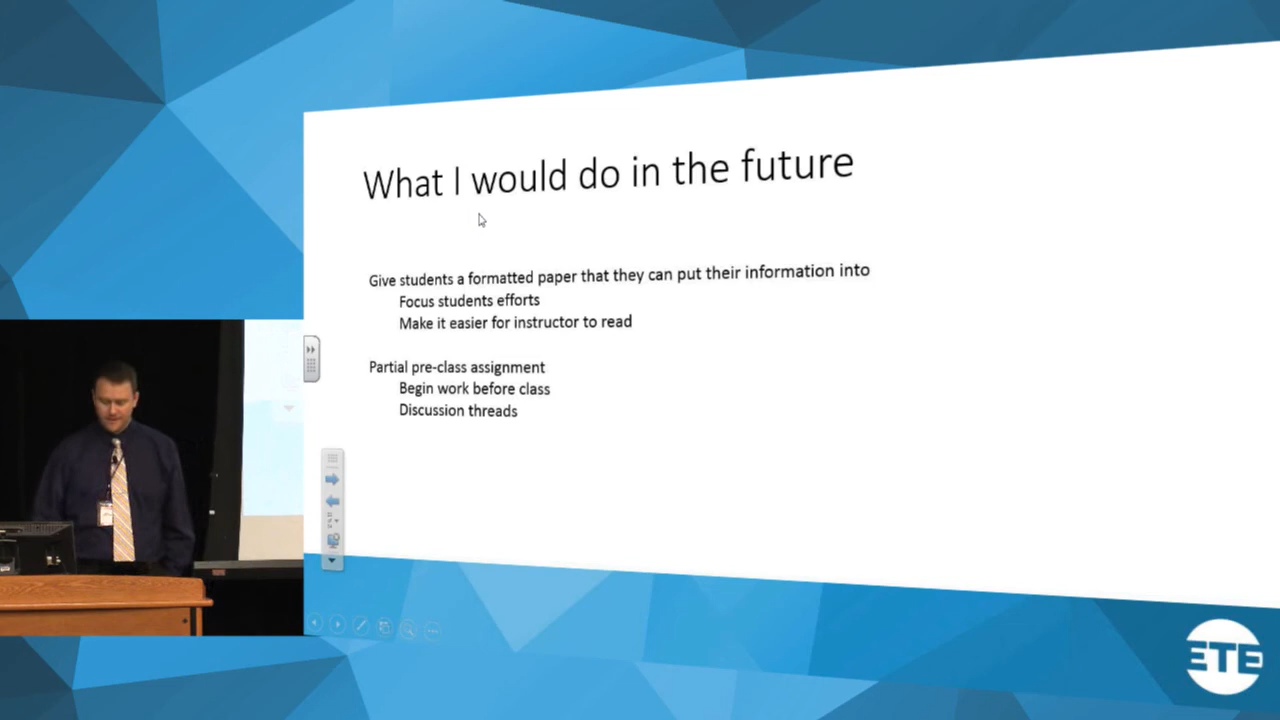 What I would do in the future
Give students a formatted paper that they can put their information into
Focus students efforts
Make it easier for instructor to read
Partial pre-class assignment
Begin work before class
Discussion threads
ETE